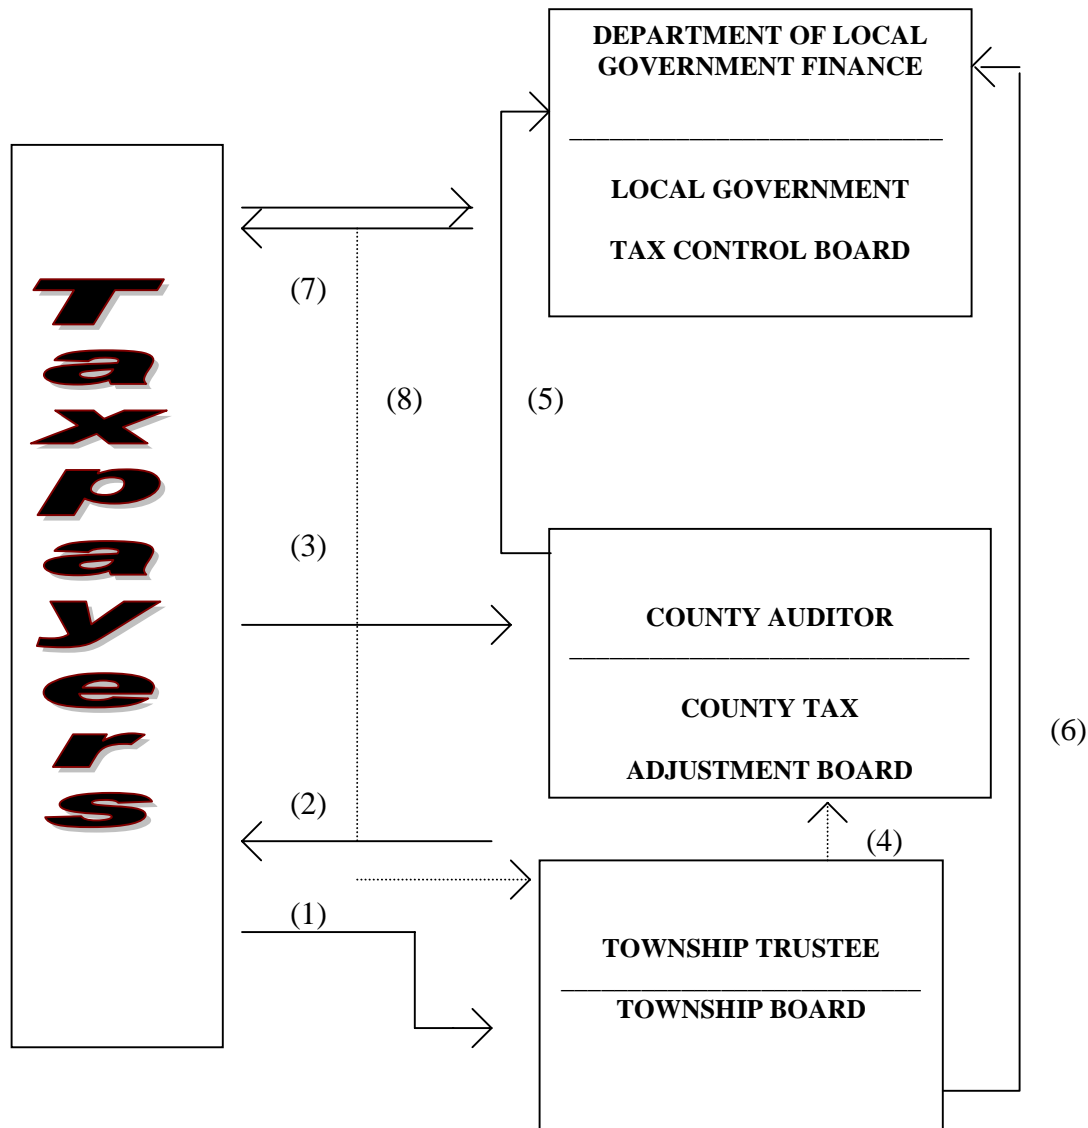 DEPARTMENT OF LOCAL
GOVERNMENT FINANCE
LOCAL GOVERNMENT
TAX CONTROL BOARD
Taxpayers
(7)
(8)
(5)
(3)
COUNTY AUDITOR
COUNTY TAX
ADJUSTMENT BOARD
(6)
(2)
(4)
(1)
TOWNSHIP TRUSTEE
TOWNSHIP BOARD